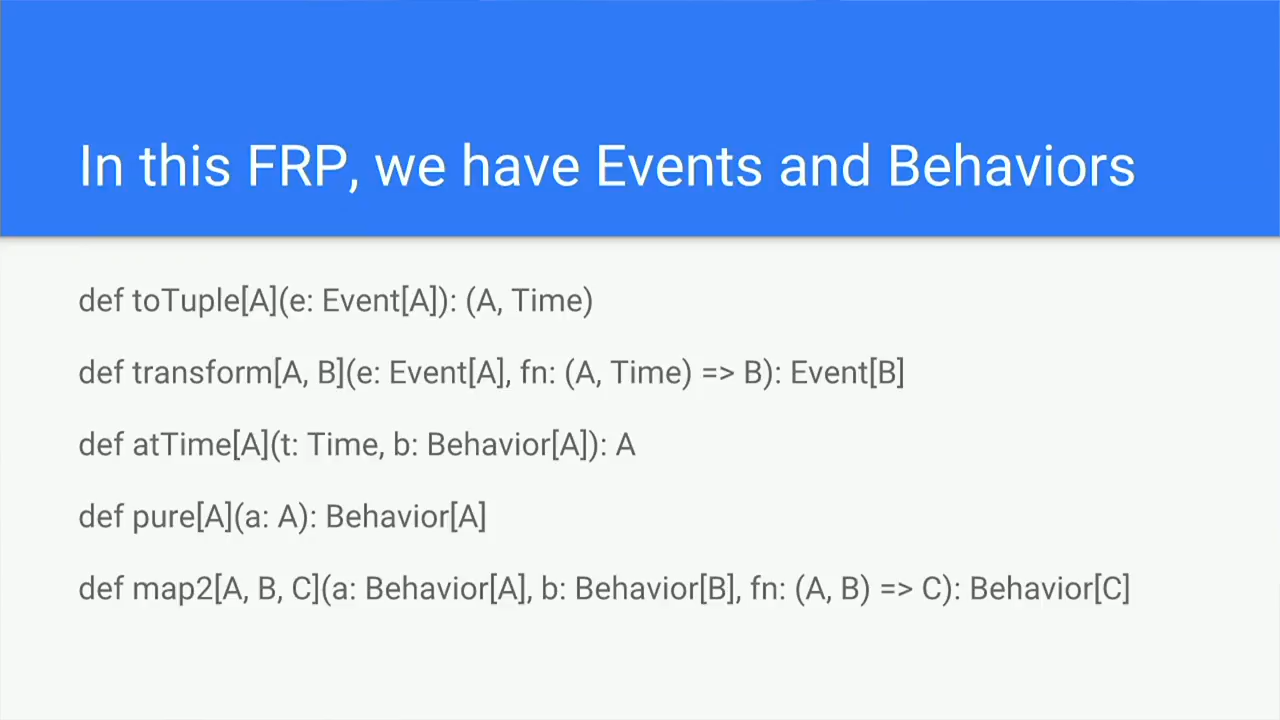 In this FRP, we have Events and Behaviors
def toTuple[A](e: Event[A]): (A, Time)
def transform[A, B](e: Event[A], fn: (A, Time) => B): Event[B]
def atTime[A](t: Time, b: Behavior[A]): A
def pure[A](a: A): Behavior[A]
def map2[A, B, C](a: Behavior[A], b: Behavior[B], fn: (A, B) => C): Behavior[C]